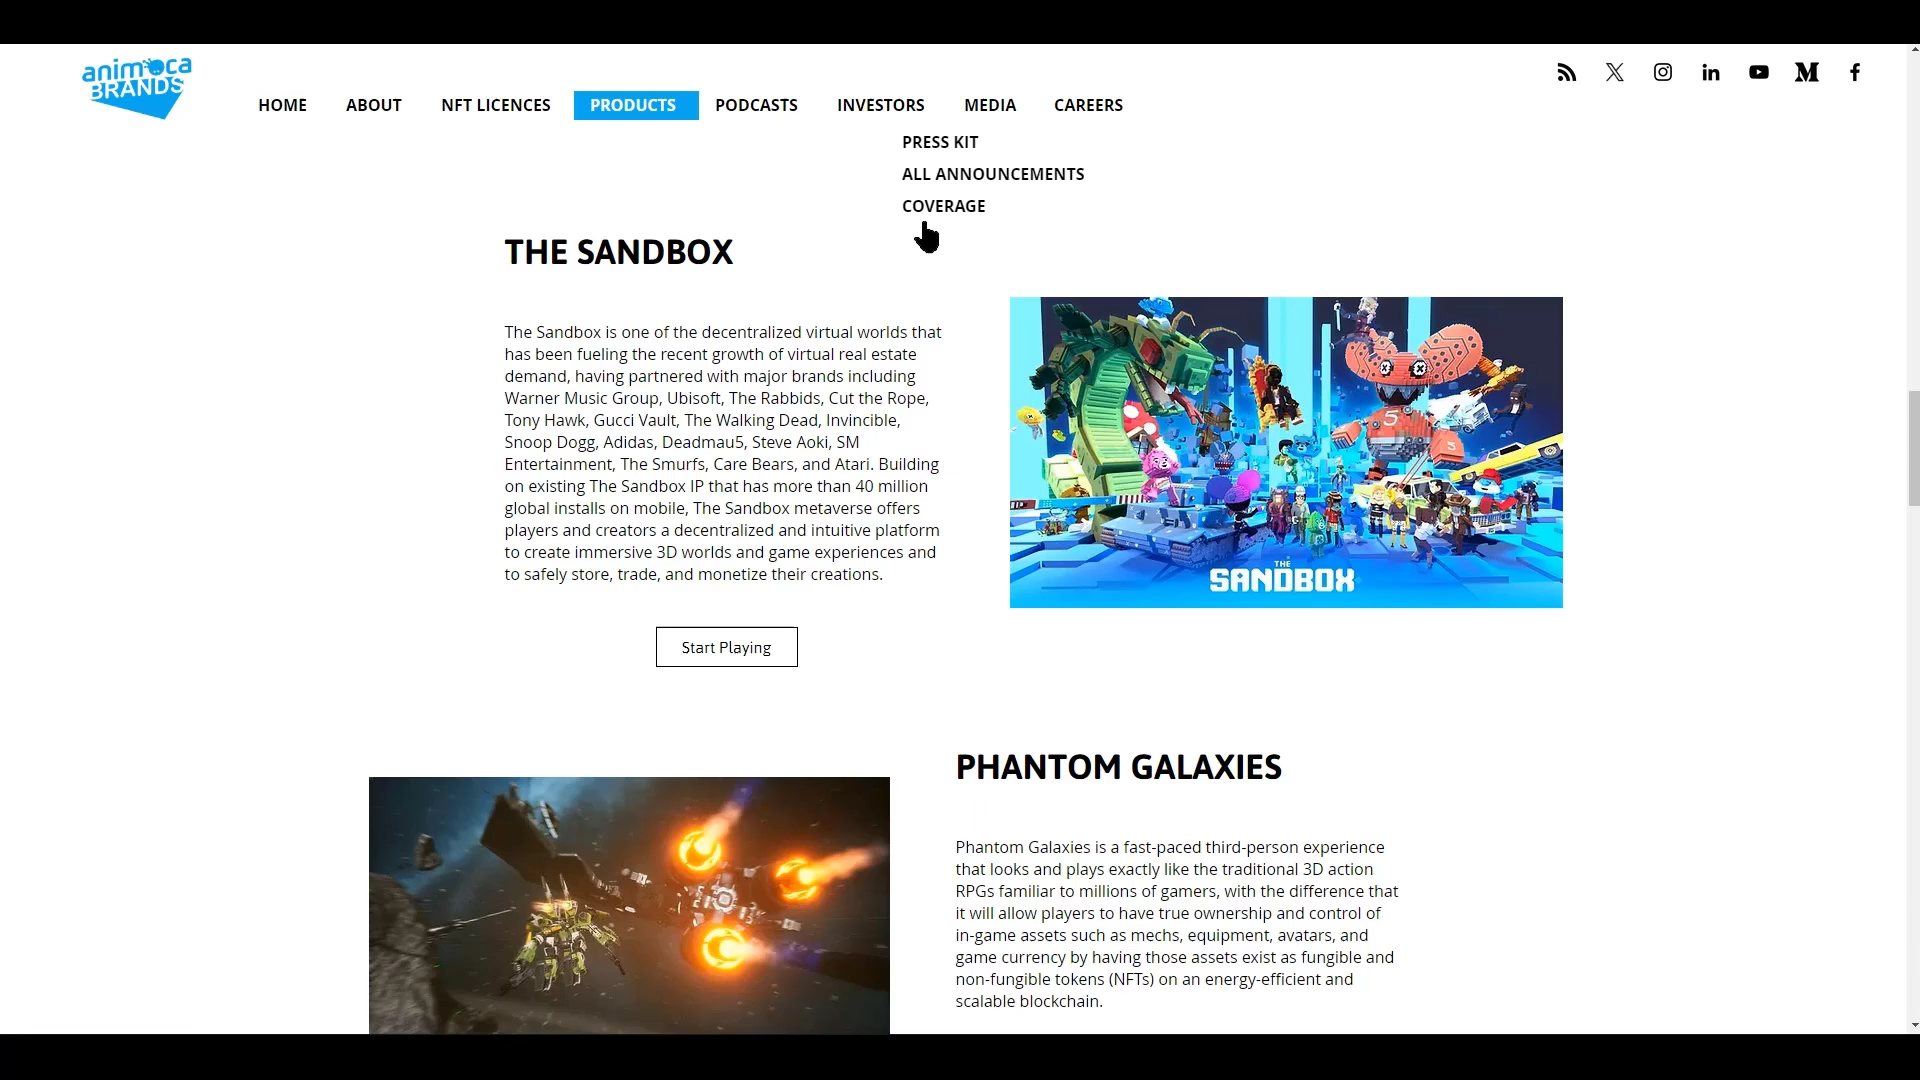 animoca
BRANDS
HOME ABOUT NFT LICENCES PRODUCTS PODCASTS INVESTORS MEDIA CAREERS
PRESS KIT
ALL ANNOUNCEMENTS
COVERAGE
THE SANDBOX
The Sandbox is one of the decentralized virtual worlds that
has been fueling the recent growth of virtual real estate
demand, having partnered with major brands including
Warner Music Group, Ubisoft, The Rabbids, Cut the Rope,
Tony Hawk, Gucci Vault, The Walking Dead, Invincible,
Snoop Dogg, Adidas, Deadmau5, Steve Aoki, SM
Entertainment, The Smurfs, Care Bears, and Atari. Building
on existing The Sandbox IP that has more than 40 million
global installs on mobile, The Sandbox metaverse offers
players and creators a decentralized and intuitive platform
to create immersive 3D worlds and game experiences and
to safely store, trade, and monetize their creations.
Start Playing
5
5
THE
SANDBOX
PHANTOM GALAXIES
Phantom Galaxies is a fast-paced third-person experience
that looks and plays exactly like the traditional 3D action
RPGs familiar to millions of gamers, with the difference that
it will allow players to have true ownership and control of
in-game assets such as mechs, equipment, avatars, and
game currency by having those assets exist as fungible and
non-fungible tokens (NFTs) on an energy-efficient and
scalable blockchain.